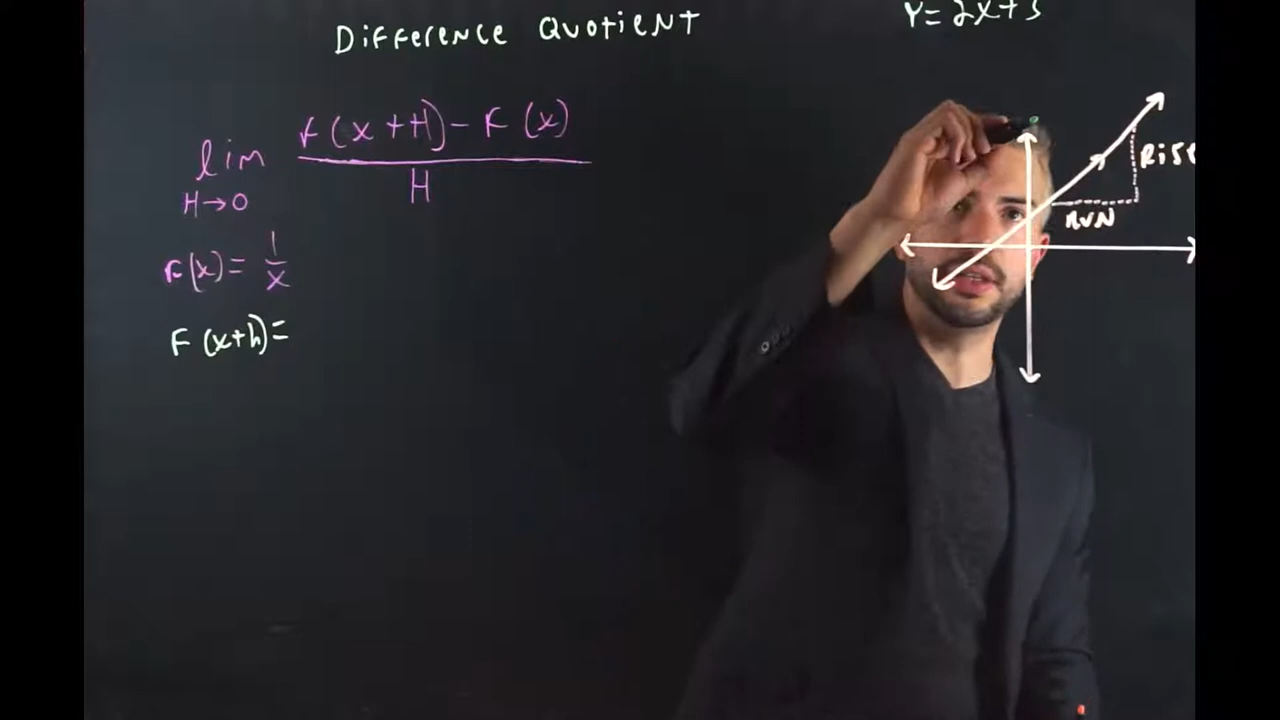 Difference Quotient
Y = 2x+3
lim H→0 F(x+H) - F(x) / H
F(x) = 1/x
F(x+h) =
Rise
Run